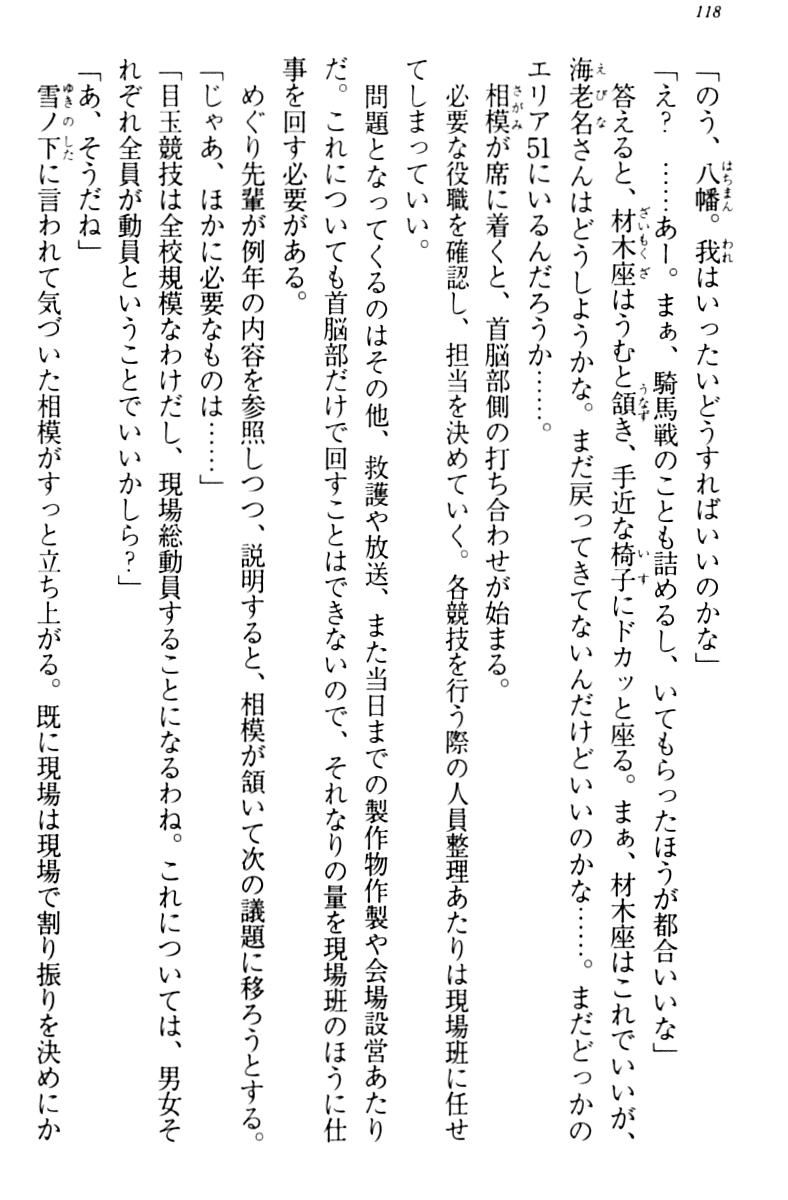 118
「のう、八幡。我はいったいどうすればいいのかな」
「え？　……あー。まぁ、騎馬戦のことも詰めるし、いてもらったほうが都合いいな」
答えると、材木座はうむと頷き、手近な椅子にドカッと座る。まぁ、材木座はこれでいいが、
海老名さんはどうしようかな。まだ戻ってきてないんだけどいいのかな……。まだどっかの
エリア51にいるんだろうか……。
相模が席に着くと、首脳部側の打ち合わせが始まる。
必要な役職を確認し、担当を決めていく。各競技を行う際の人員整理あたりは現場班に任せ
てしまっていい。
問題となってくるのはその他、救護や放送、また当日までの製作物作製や会場設営あたり
だ。これについても首脳部だけで回すことはできないので、それなりの量を現場班のほうに仕
事を回す必要がある。
めぐり先輩が例年の内容を参照しつつ、説明すると、相模が頷いて次の議題に移ろうとする。
「じゃあ、ほかに必要なものは……」
「目玉競技は全校規模なわけだし、現場総動員することになるわね。これについては、男女そ
れぞれ全員が動員ということでいいかしら？」
「あ、そうだね」
雪ノ下に言われて気づいた相模がすっと立ち上がる。既に現場は現場で割り振りを決めにか